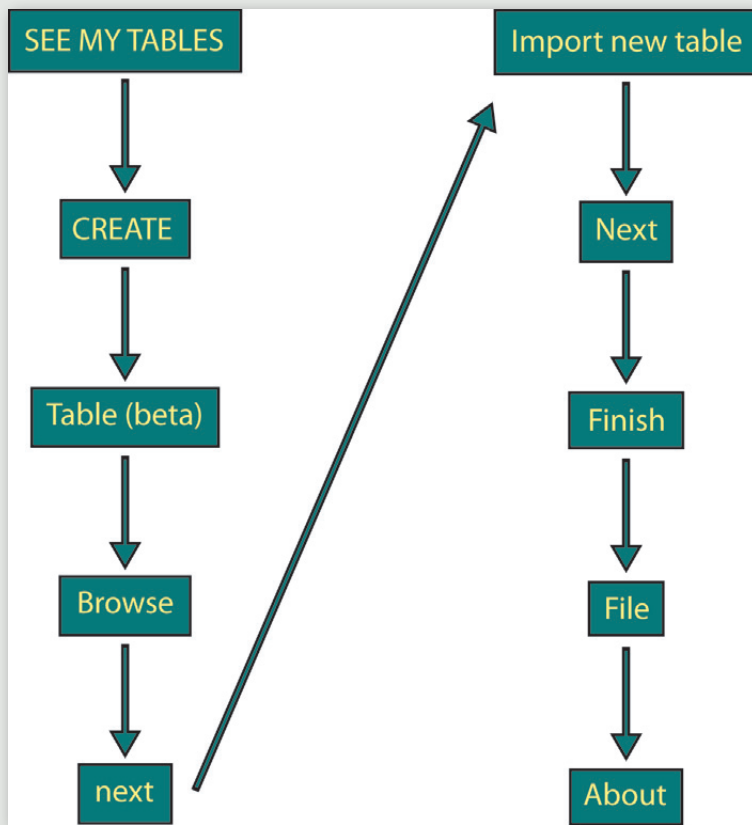 SEE MY TABLES
CREATE
Table (beta)
Browse
next
Import new table
Next
Finish
File
About